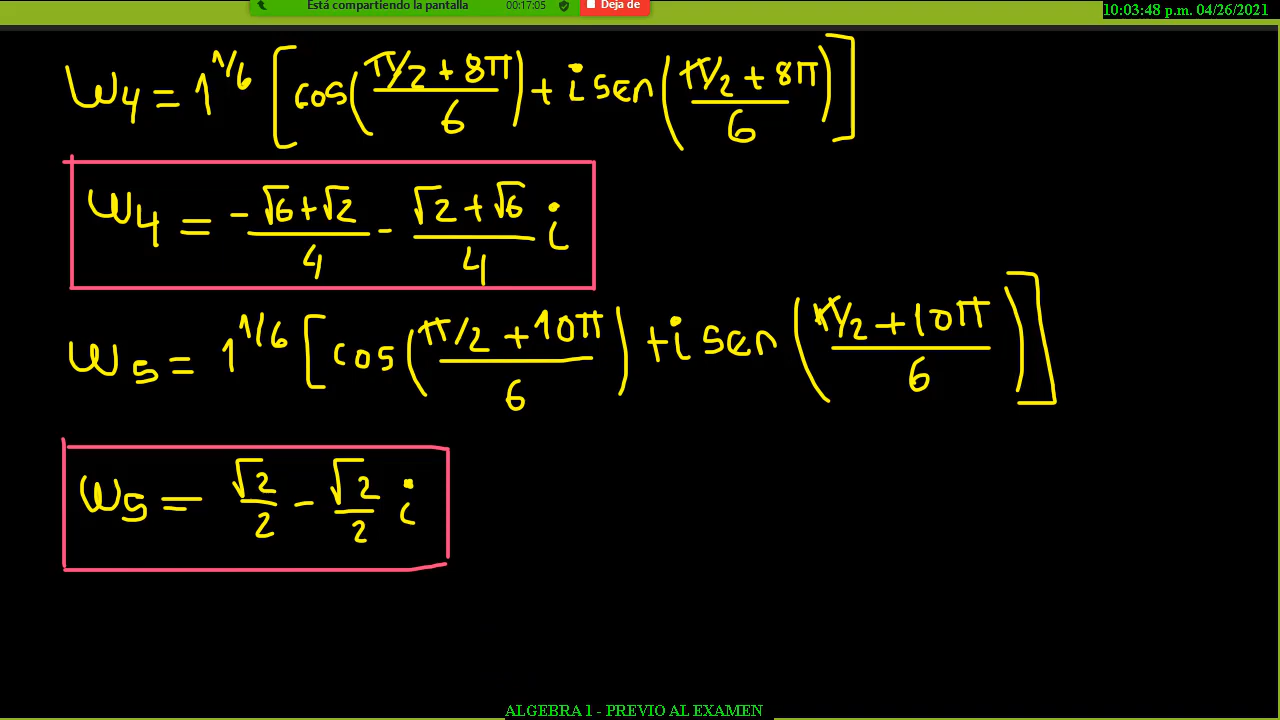 Está compartiendo la pantalla 00:17:05 Deja de
10:03:48 p.m. 04/26/2021
w4 = 1^1/6 [cos((π/2 + 8π)/6) + i sen((π/2 + 8π)/6)]
w4 = - (√6+√2)/4 - (√2+√6)/4 i
w5 = 1^1/6 [cos((π/2 + 10π)/6) + i sen((π/2 + 10π)/6)]
w5 = √2/2 - √2/2 i
ALGEBRA 1 - PREVIO AL EXAMEN